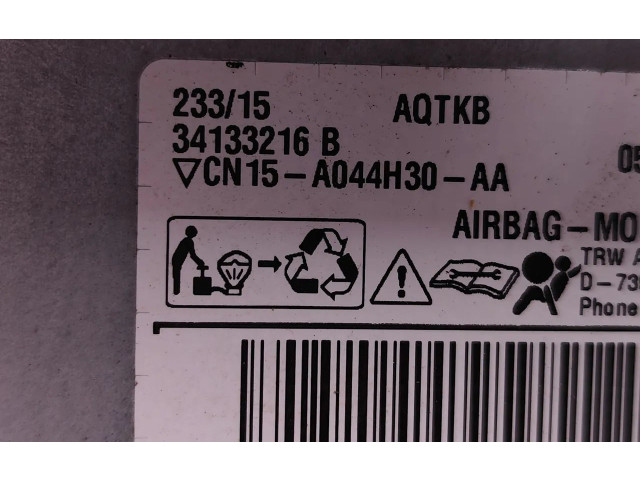 233/15 AQTKB
34133216 B
▽CN15-A044H30-AA
05
AIRBAG-MO
TRW A
D-73
Phone